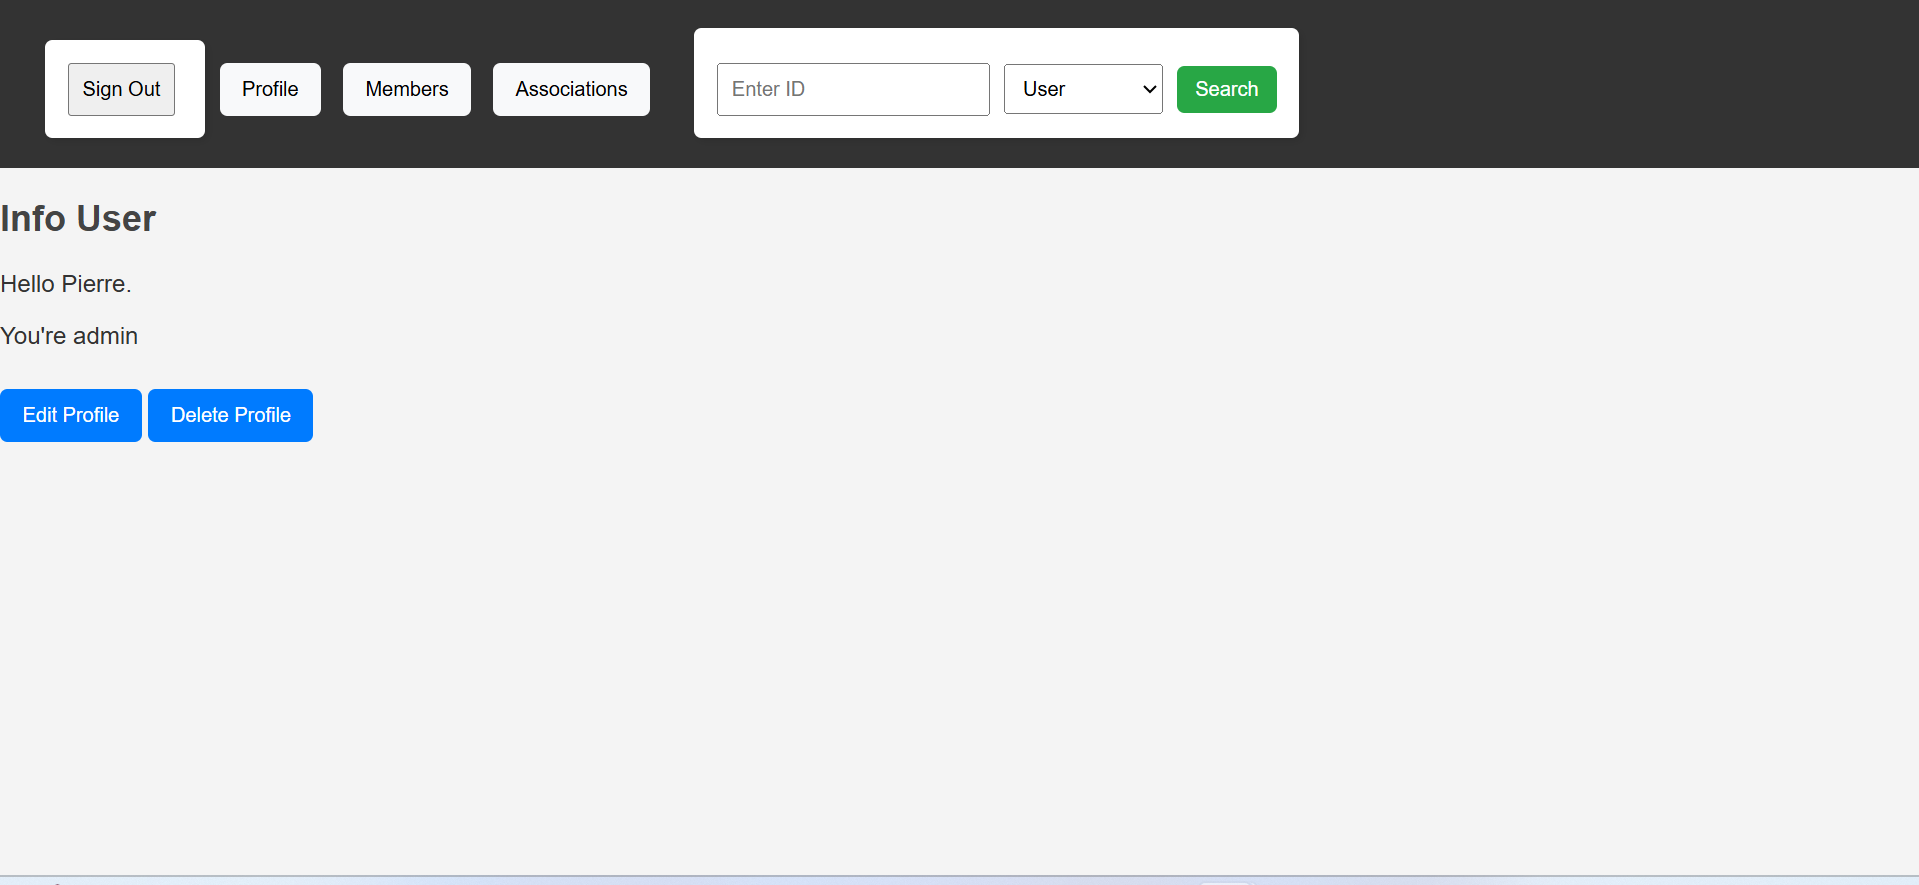 Sign Out Profile Members Associations Enter ID User Search
Info User
Hello Pierre.
You're admin
Edit Profile Delete Profile